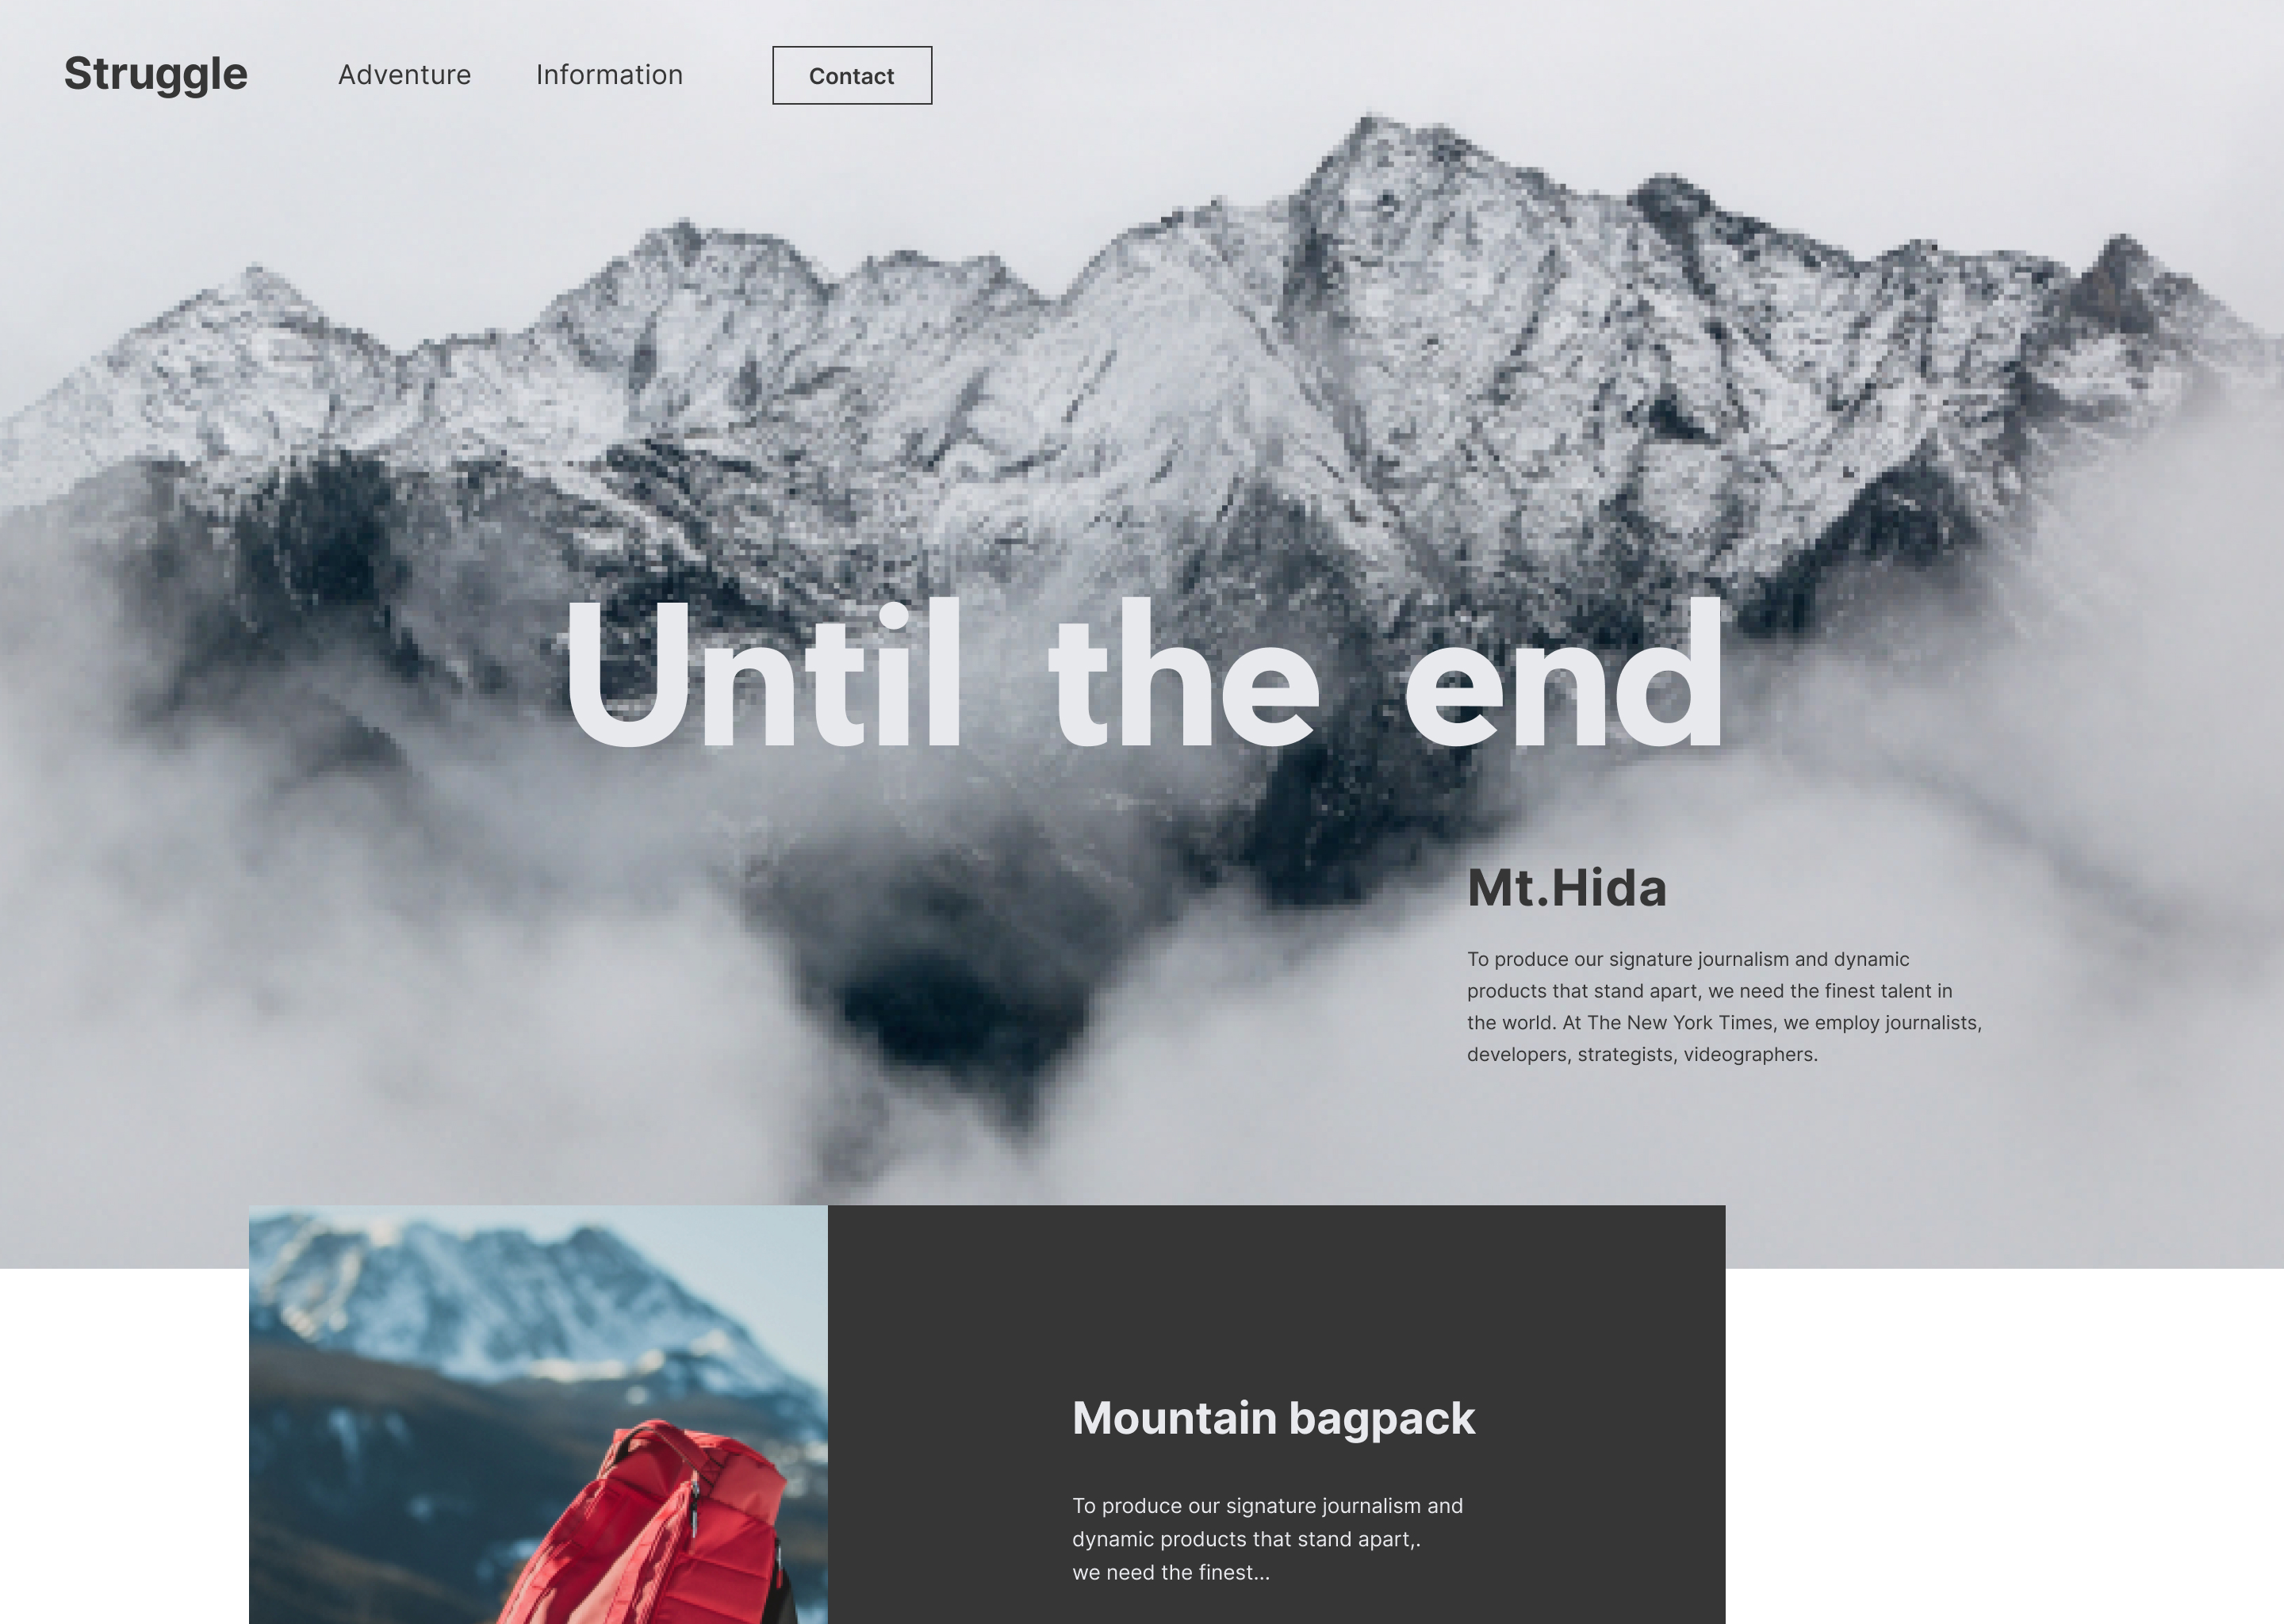 Struggle
Adventure
Information
Contact
Until the end
Mt.Hida
To produce our signature journalism and dynamic
products that stand apart, we need the finest talent in
the world. At The New York Times, we employ journalists,
developers, strategists, videographers.
Mountain bagpack
To produce our signature journalism and
dynamic products that stand apart,.
we need the finest...